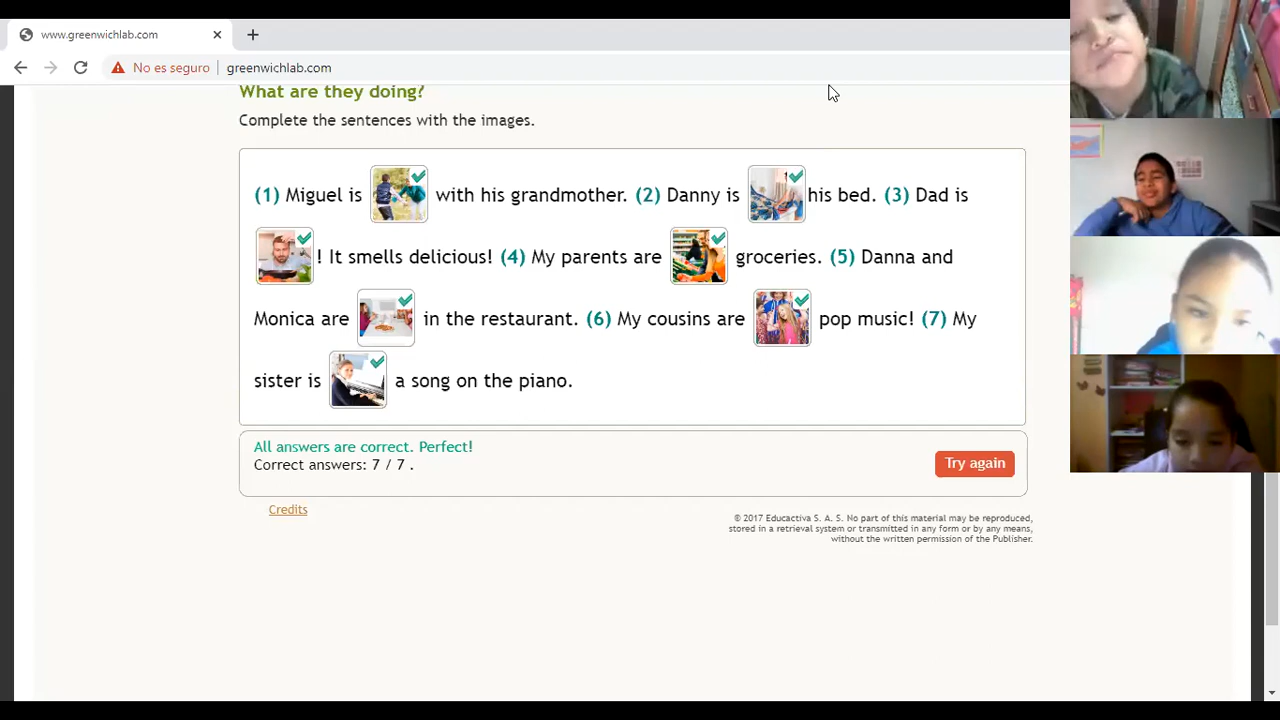 www.greenwichlab.com
No es seguro
greenwichlab.com
What are they doing?
Complete the sentences with the images.
(1) Miguel is with his grandmother. (2) Danny is his bed. (3) Dad is
! It smells delicious! (4) My parents are groceries. (5) Danna and
Monica are in the restaurant. (6) My cousins are pop music! (7) My
sister is a song on the piano.
All answers are correct. Perfect!
Correct answers: 7 / 7 .
Try again
Credits
© 2017 Educactiva S. A. S. No part of this material may be reproduced,
stored in a retrieval system or transmitted in any form or by any means,
without the written permission of the Publisher.